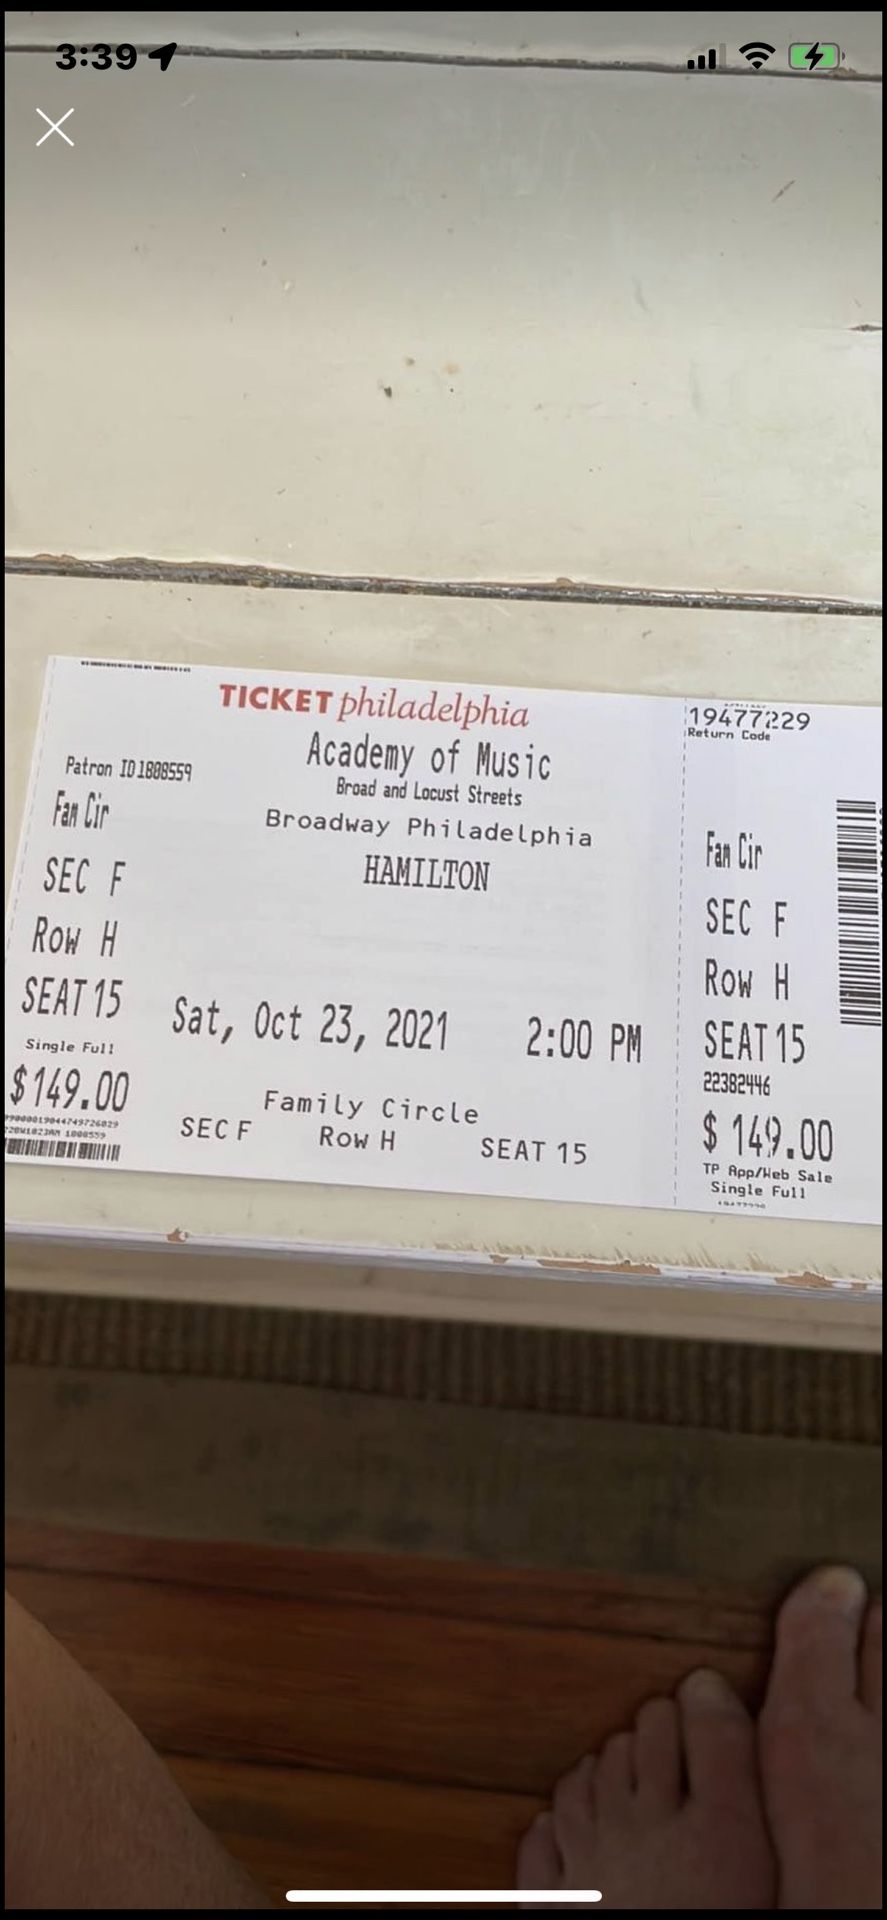 3:39
TICKET philadelphia
Academy of Music
Broad and Locust Streets
Broadway Philadelphia
HAMILTON
Sat, Oct 23, 2021 2:00 PM
Family Circle
SEC F Row H SEAT 15
Patron ID 1808559
Fam Cir
SEC F
Row H
SEAT 15
Single Full
$149.00
19477229
Return Code
Fam Cir
SEC F
Row H
SEAT 15
22382446
$ 149.00
TP App/Web Sale
Single Full